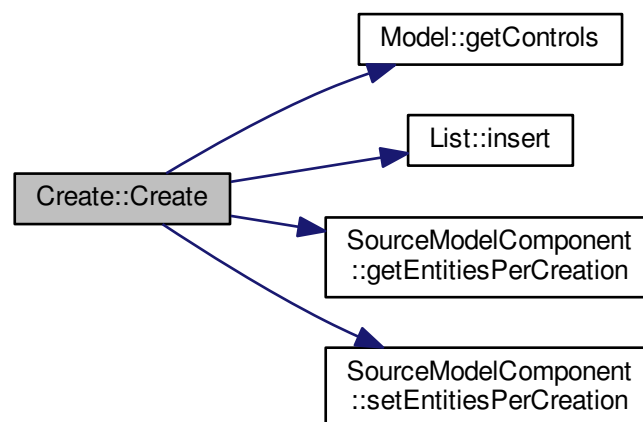 Model::getControls
List::insert
Create::Create
SourceModelComponent
::getEntitiesPerCreation
SourceModelComponent
::setEntitiesPerCreation